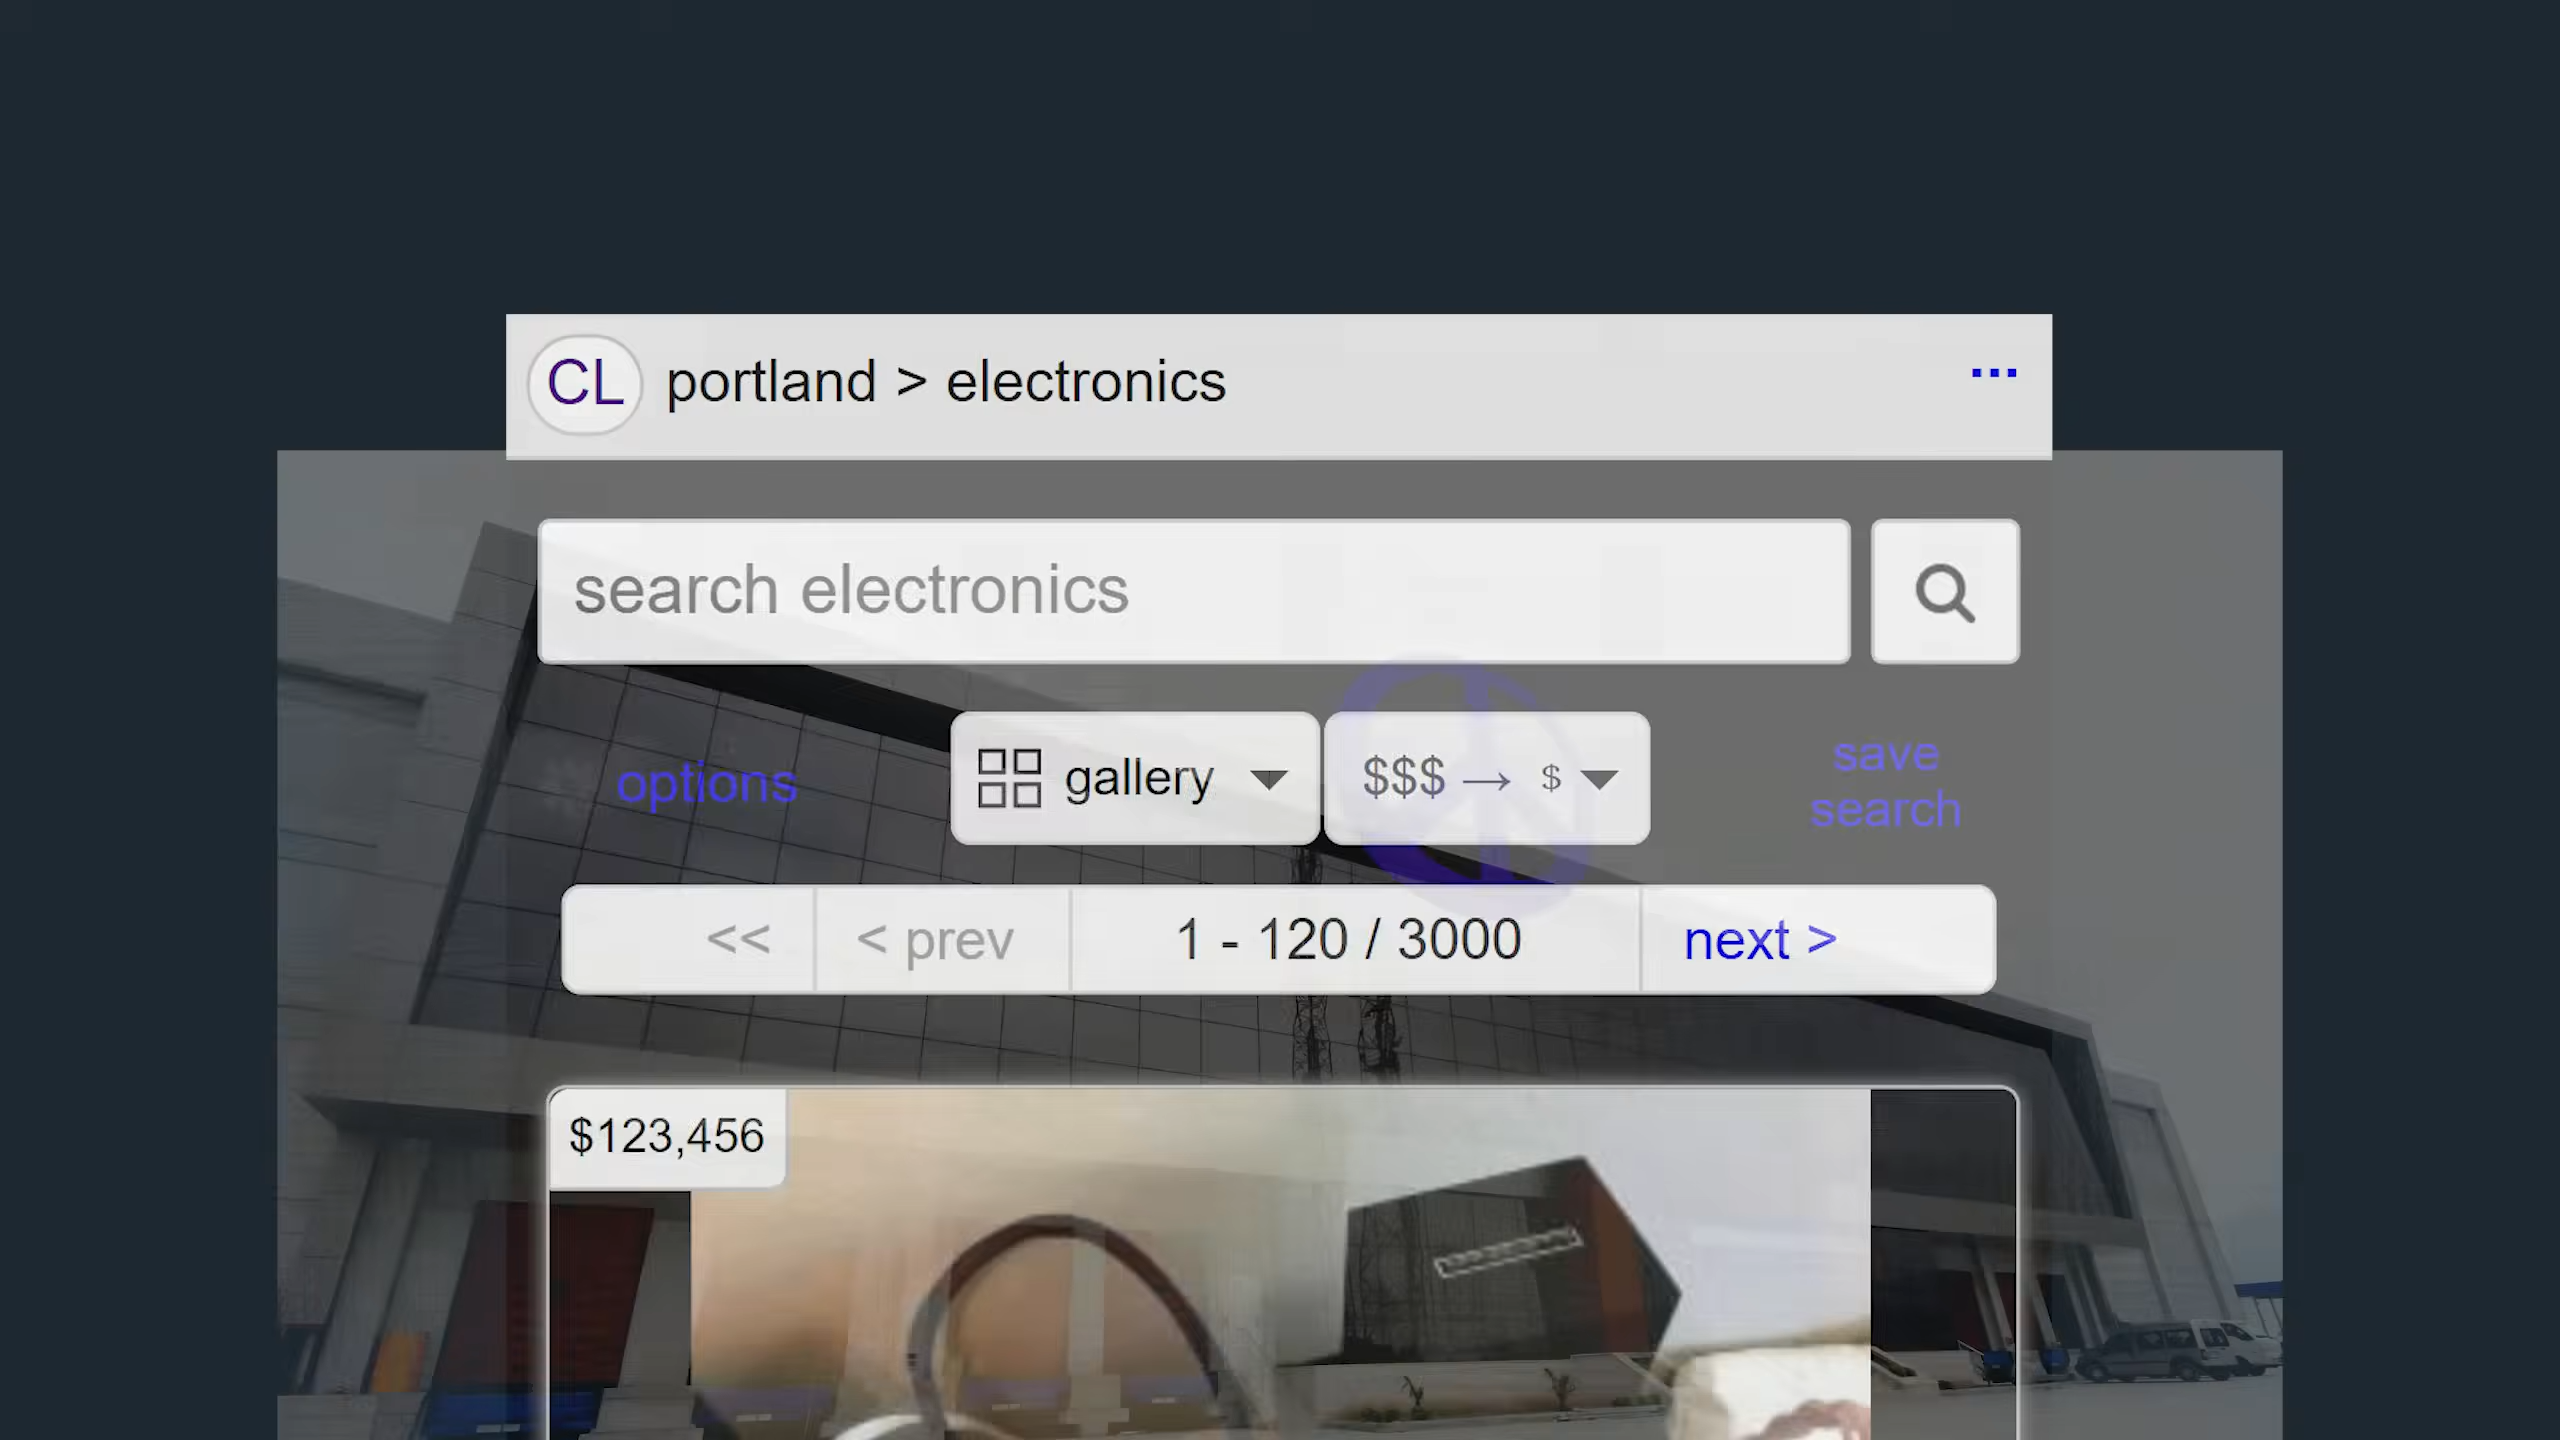 CL portland > electronics ...
search electronics
options gallery $$$ → $ save search
<< < prev 1 - 120 / 3000 next >
$123,456